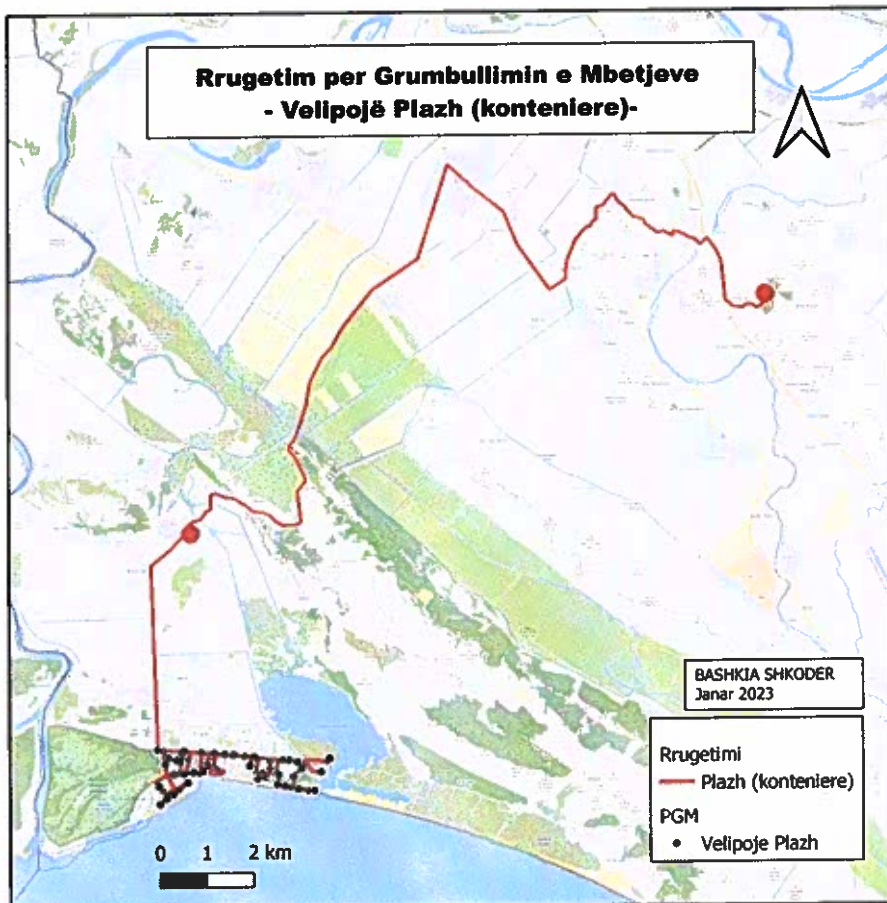 Rrugetim per Grumbullimin e Mbetjeve
- Velipojë Plazh (konteniere)-
BASHKIA SHKODER
Janar 2023
Rrugetimi
Plazh (konteniere)
PGM
Velipoje Plazh
0 1 2 km